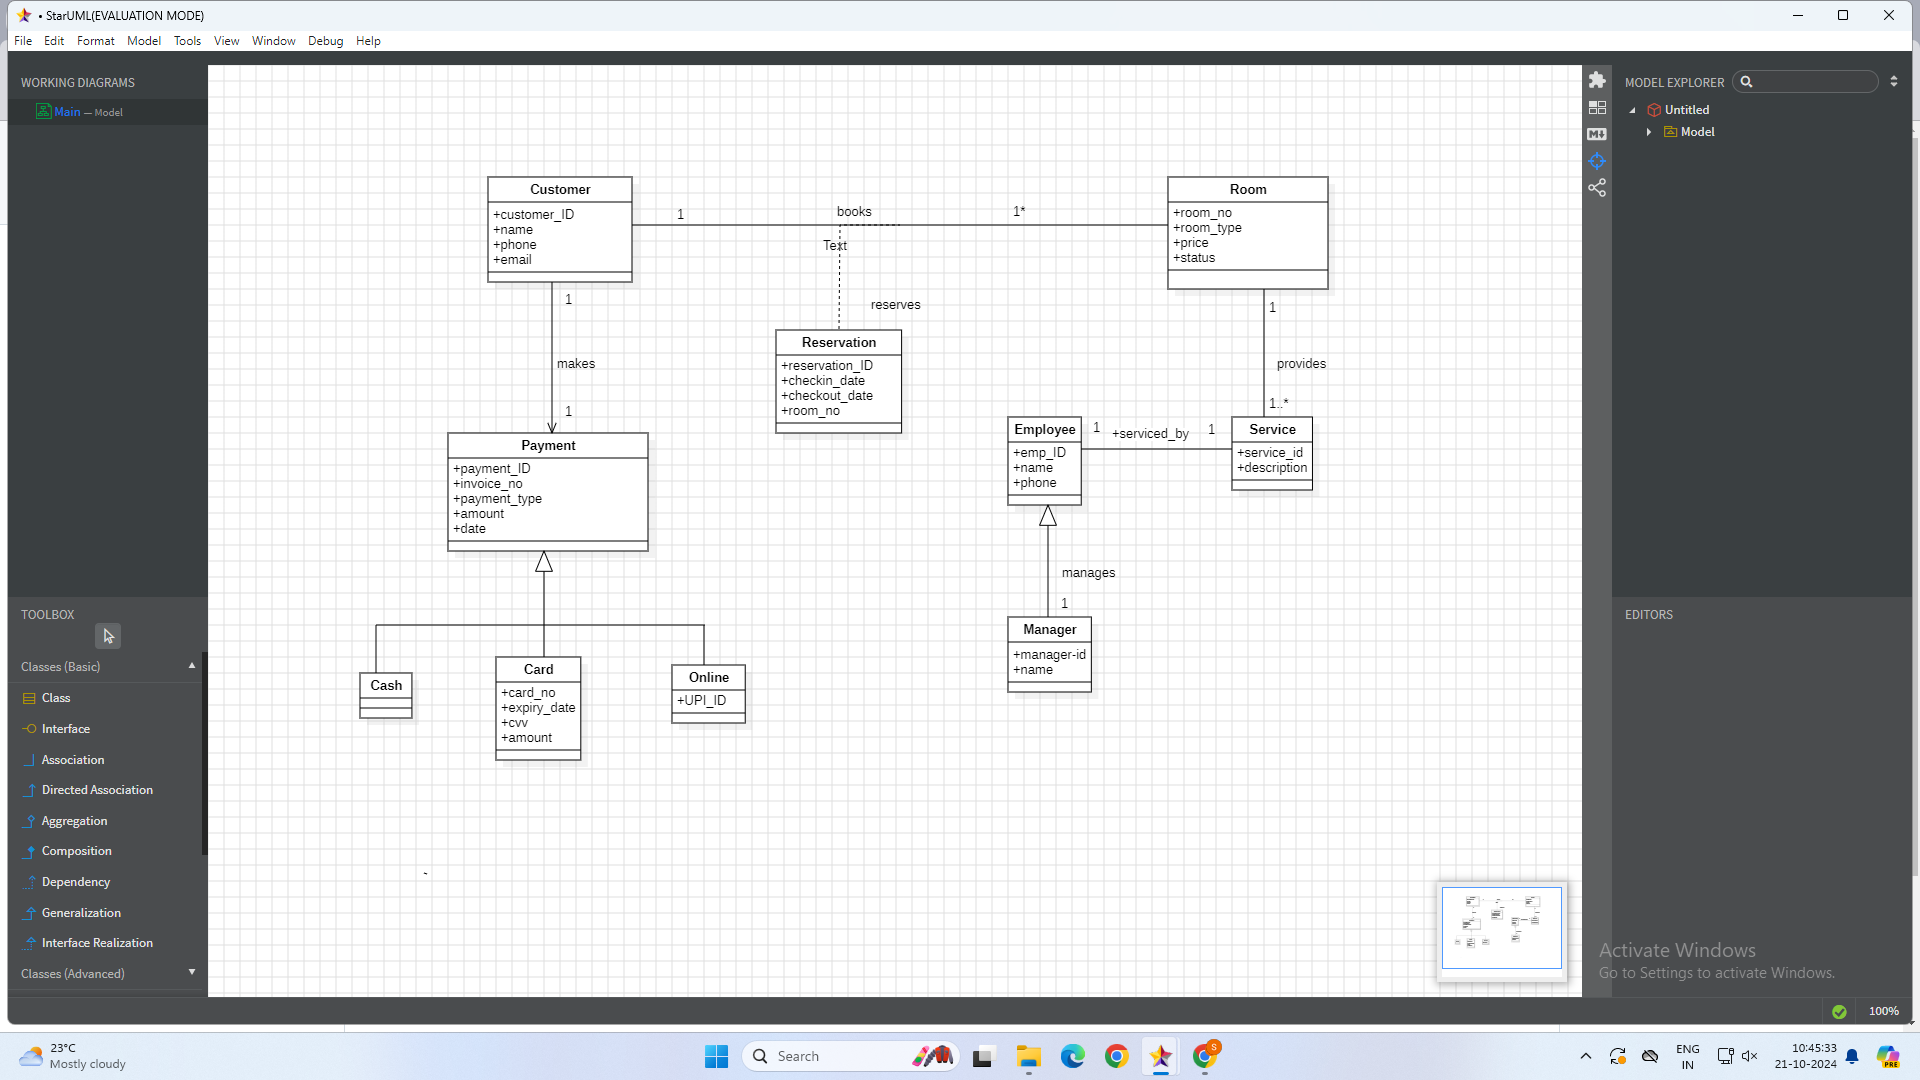 • StarUML(EVALUATION MODE)
File Edit Format Model Tools View Window Debug Help
WORKING DIAGRAMS
Main — Model
TOOLBOX
Classes (Basic)
Class
Interface
Association
Directed Association
Aggregation
Composition
Dependency
Generalization
Interface Realization
Classes (Advanced)
Customer
+customer_ID
+name
+phone
+email
1
books
1*
Text
reserves
Room
+room_no
+room_type
+price
+status
1
makes
1
Reservation
+reservation_ID
+checkin_date
+checkout_date
+room_no
1
provides
1..*
Payment
+payment_ID
+invoice_no
+payment_type
+amount
+date
Employee
+emp_ID
+name
+phone
1
+serviced_by
1
Service
+service_id
+description
manages
1
Manager
+manager-id
+name
Cash
Card
+card_no
+expiry_date
+cvv
+amount
Online
+UPI_ID
MODEL EXPLORER
Untitled
Model
EDITORS
Activate Windows
Go to Settings to activate Windows.
100%
23°C
Mostly cloudy
Search
S
ENG
IN
10:45:33
21-10-2024
PRE